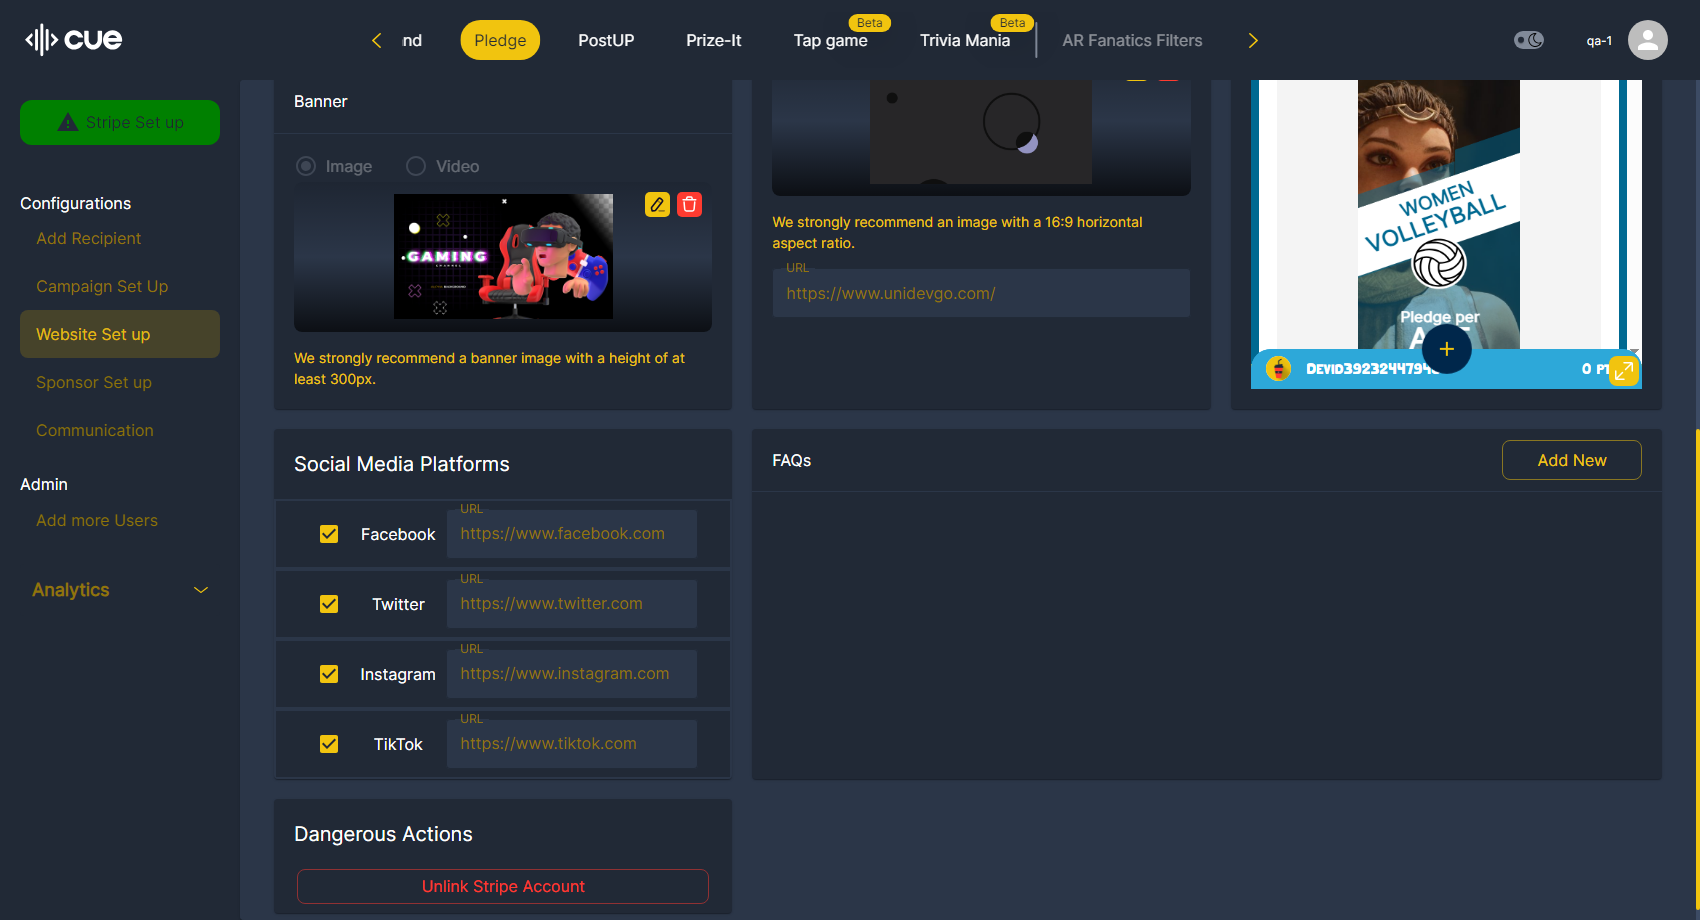 cue
nd
Pledge
PostUP
Prize-It
Beta
Tap game
Beta
Trivia Mania
AR Fanatics Filters
qa-1
Stripe Set up
Configurations
Add Recipient
Campaign Set Up
Website Set up
Sponsor Set up
Communication
Admin
Add more Users
Analytics
Banner
Image
Video
GAMING
We strongly recommend a banner image with a height of at
least 300px.
We strongly recommend an image with a 16:9 horizontal
aspect ratio.
URL
https://www.unidevgo.com/
WOMEN
VOLLEYBALL
Pledge per
Devid39232447948
0 PT
Social Media Platforms
Facebook
URL
https://www.facebook.com
Twitter
URL
https://www.twitter.com
Instagram
URL
https://www.instagram.com
TikTok
URL
https://www.tiktok.com
FAQs
Add New
Dangerous Actions
Unlink Stripe Account